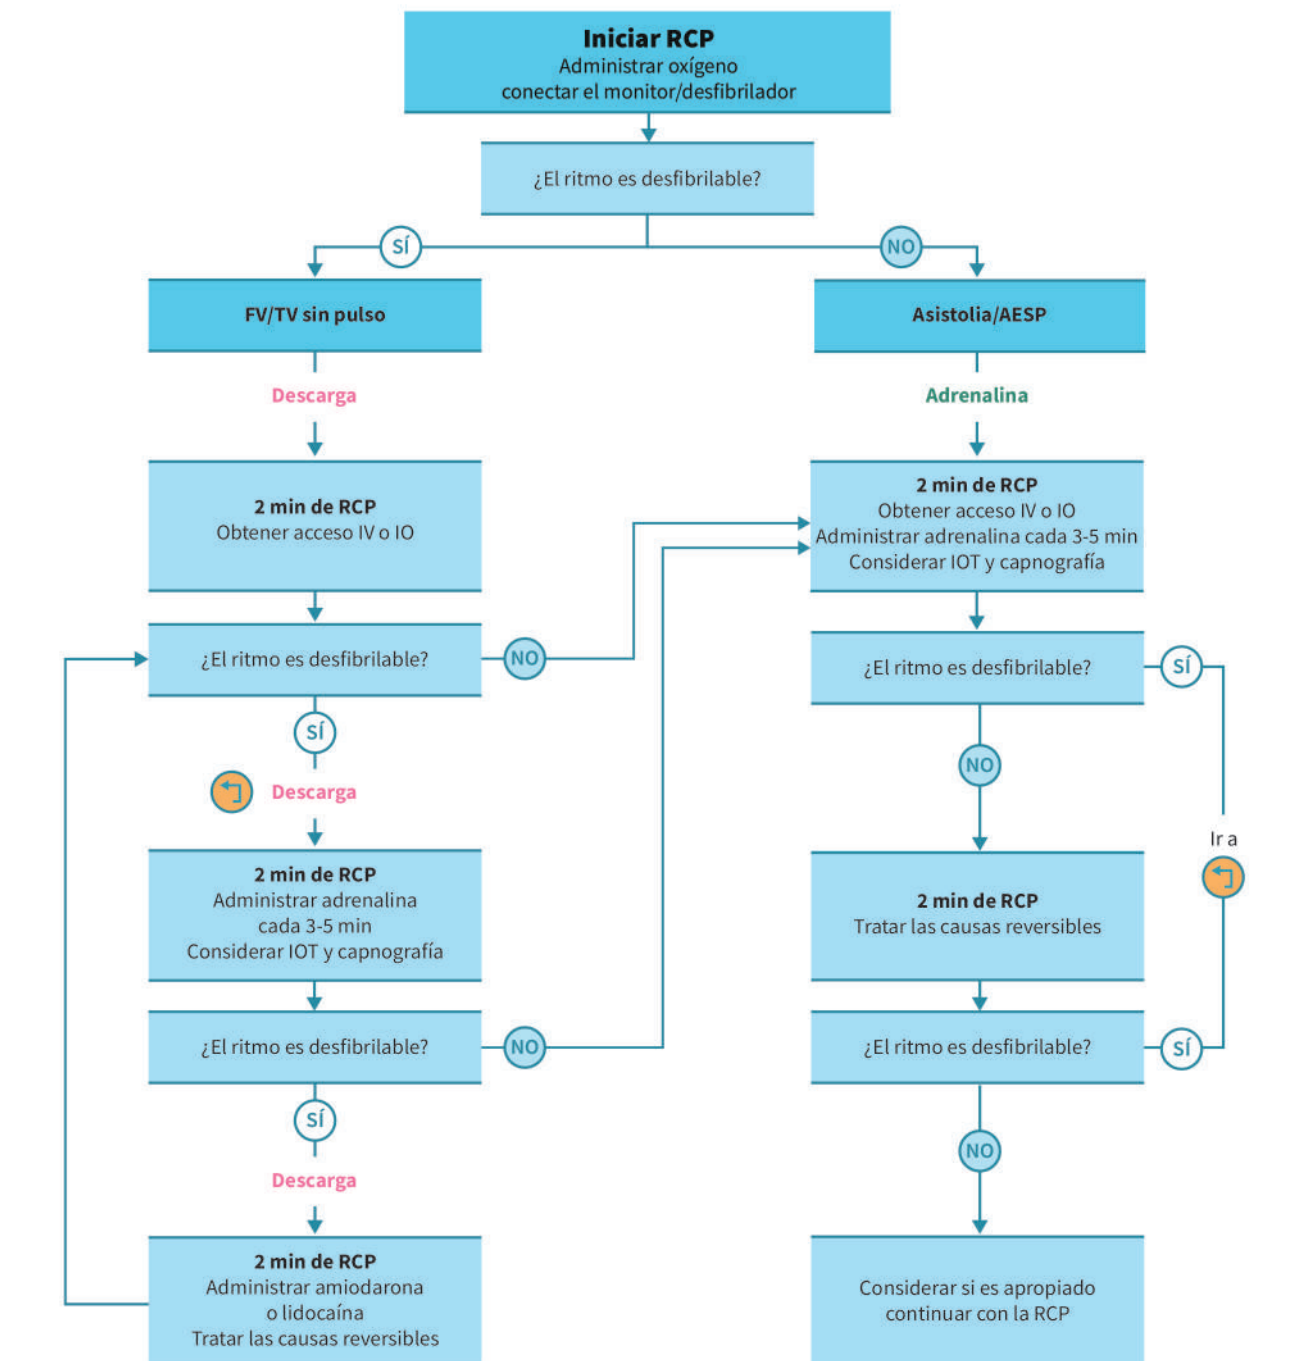 Iniciar RCP
Administrar oxígeno
conectar el monitor/desfibrilador
¿El ritmo es desfibrilable?
SÍ
NO
FV/TV sin pulso
Descarga
2 min de RCP
Obtener acceso IV o IO
¿El ritmo es desfibrilable?
NO
SÍ
Descarga
2 min de RCP
Administrar adrenalina
cada 3-5 min
Considerar IOT y capnografía
¿El ritmo es desfibrilable?
NO
SÍ
Descarga
2 min de RCP
Administrar amiodarona
o lidocaína
Tratar las causas reversibles
Asistolia/AESP
Adrenalina
2 min de RCP
Obtener acceso IV o IO
Administrar adrenalina cada 3-5 min
Considerar IOT y capnografía
¿El ritmo es desfibrilable?
SÍ
NO
Ir a
2 min de RCP
Tratar las causas reversibles
¿El ritmo es desfibrilable?
SÍ
NO
Considerar si es apropiado
continuar con la RCP